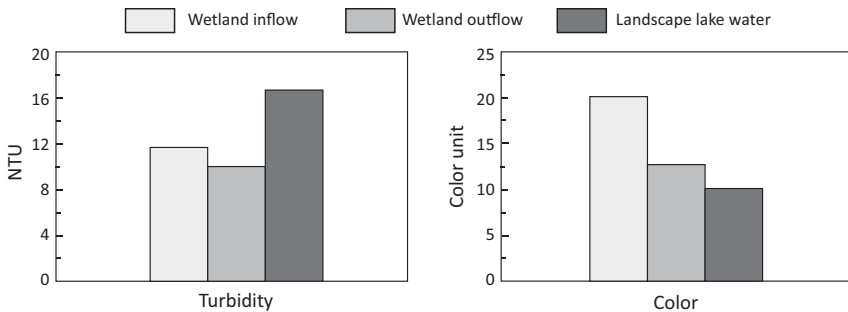 Wetland inflow Wetland outflow Landscape lake water
20
16
12
8
4
0
NTU
Turbidity
25
20
15
10
5
0
Color unit
Color